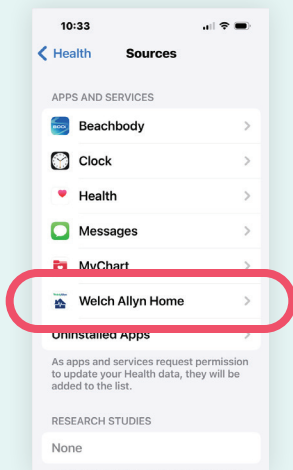 10:33
Health
Sources
APPS AND SERVICES
Beachbody
Clock
Health
Messages
MyChart
Welch Allyn Home
Uninstalled Apps
As apps and services request permission
to update your Health data, they will be
added to the list.
RESEARCH STUDIES
None